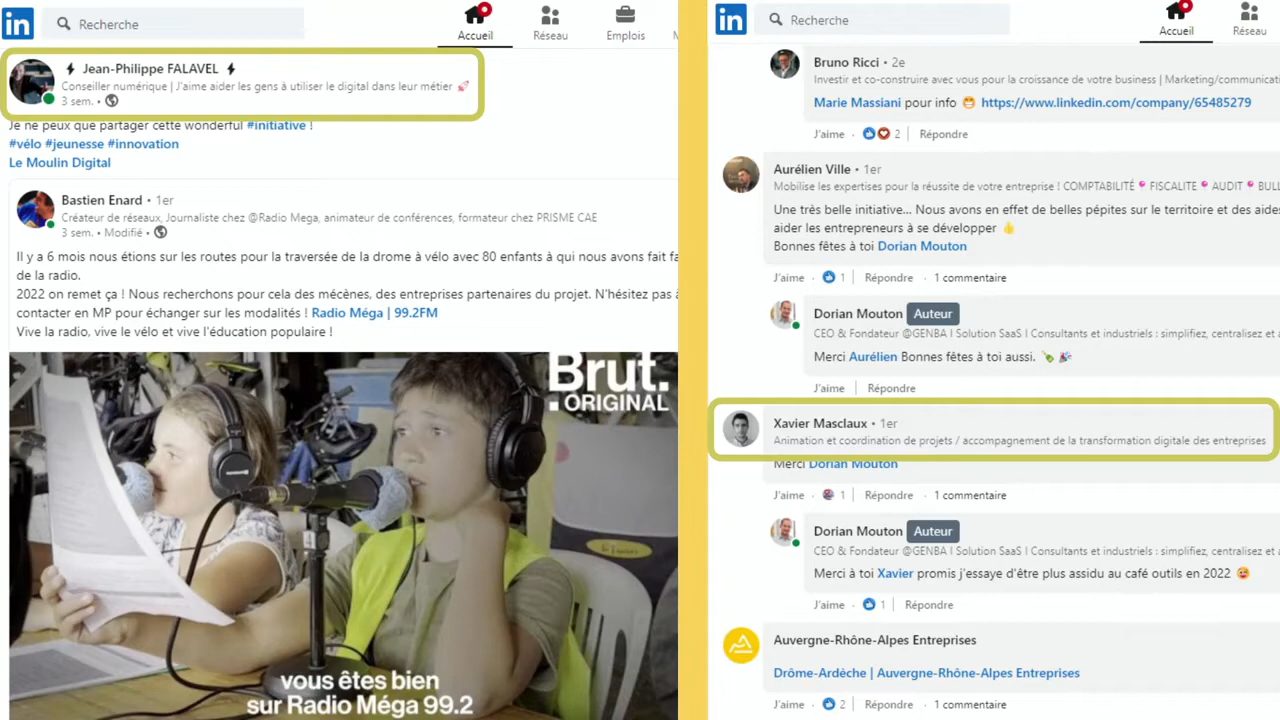 in
Recherche
Accueil
Réseau
Emplois
Jean-Philippe FALAVEL
Conseiller numérique | J'aime aider les gens à utiliser le digital dans leur métier 🚀
3 sem. •
Je ne peux que partager cette wonderful #initiative !
#vélo #jeunesse #innovation
Le Moulin Digital
Bastien Enard • 1er
Créateur de réseaux, Journaliste chez @Radio Mega, animateur de conférences, formateur chez PRISME CAE
3 sem. • Modifié •
Il y a 6 mois nous étions sur les routes pour la traversée de la drome à vélo avec 80 enfants à qui nous avons fait fa
de la radio.
2022 on remet ça ! Nous recherchons pour cela des mécènes, des entreprises partenaires du projet. N'hésitez pas à
contacter en MP pour échanger sur les modalités ! Radio Méga | 99.2FM
Vive la radio, vive le vélo et vive l'éducation populaire !
Brut.
ORIGINAL
vous êtes bien
sur Radio Méga 99.2
in
Recherche
Accueil
Réseau
Bruno Ricci • 2e
Investir et co-construire avec vous pour la croissance de votre business | Marketing/communicati
Marie Massiani pour info 😁 https://www.linkedin.com/company/65485279
J'aime · 2 | Répondre
Aurélien Ville • 1er
Mobilise les expertises pour la réussite de votre entreprise ! COMPTABILITÉ 📍 FISCALITE 📍 AUDIT 📍 BULL
Une très belle initiative... Nous avons en effet de belles pépites sur le territoire et des aides
aider les entrepreneurs à se développer 👍
Bonnes fêtes à toi Dorian Mouton
J'aime · 1 | Répondre · 1 commentaire
Dorian Mouton Auteur
CEO & Fondateur @GENBA I Solution SaaS I Consultants et industriels : simplifiez, centralisez et a
Merci Aurélien Bonnes fêtes à toi aussi. 🍾 🎉
J'aime | Répondre
Xavier Masclaux • 1er
Animation et coordination de projets / accompagnement de la transformation digitale des entreprises
Merci Dorian Mouton
J'aime · 1 | Répondre · 1 commentaire
Dorian Mouton Auteur
CEO & Fondateur @GENBA I Solution SaaS I Consultants et industriels : simplifiez, centralisez et a
Merci à toi Xavier promis j'essaye d'être plus assidu au café outils en 2022 😉
J'aime · 1 | Répondre
Auvergne-Rhône-Alpes Entreprises
Drôme-Ardèche | Auvergne-Rhône-Alpes Entreprises
J'aime · 2 | Répondre · 1 commentaire